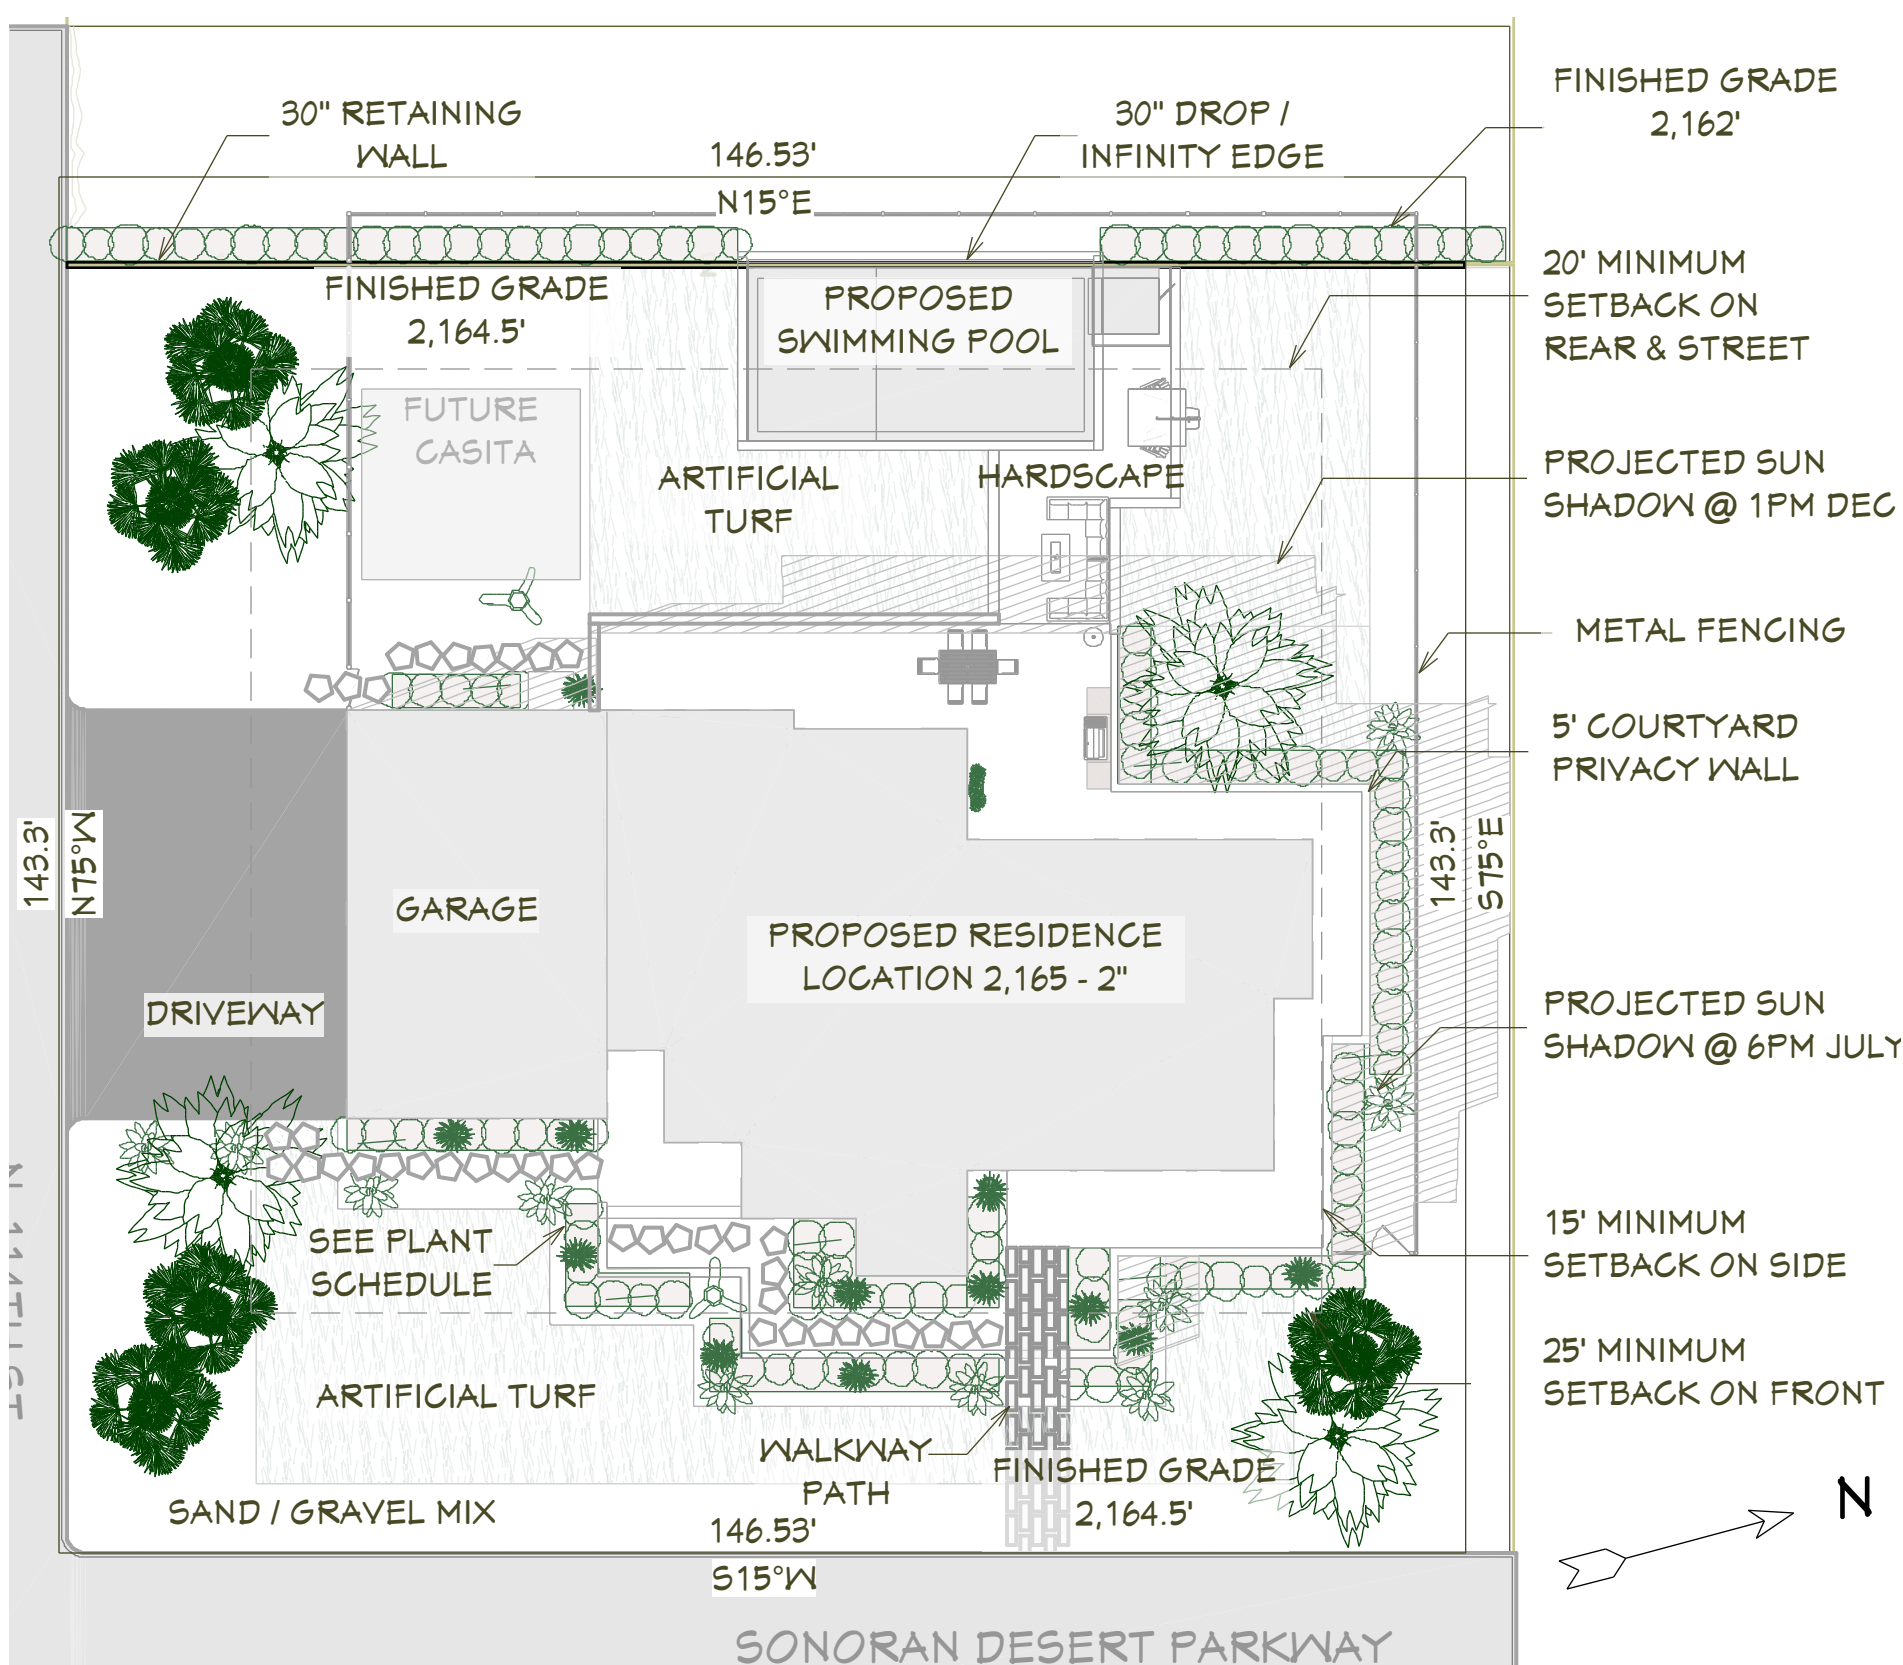 30" RETAINING
WALL
146.53'
N15°E
30" DROP /
INFINITY EDGE
FINISHED GRADE
2,162'
FINISHED GRADE
2,164.5'
PROPOSED
SWIMMING POOL
20' MINIMUM
SETBACK ON
REAR & STREET
FUTURE
CASITA
ARTIFICIAL
TURF
HARDSCAPE
PROJECTED SUN
SHADOW @ 1PM DEC
METAL FENCING
5' COURTYARD
PRIVACY WALL
143.3'
N75°W
GARAGE
PROPOSED RESIDENCE
LOCATION 2,165 - 2"
143.3'
S75°E
DRIVEWAY
PROJECTED SUN
SHADOW @ 6PM JULY
SEE PLANT
SCHEDULE
15' MINIMUM
SETBACK ON SIDE
25' MINIMUM
SETBACK ON FRONT
ARTIFICIAL TURF
WALKWAY
PATH
FINISHED GRADE
2,164.5'
SAND / GRAVEL MIX
146.53'
S15°W
N
SONORAN DESERT PARKWAY